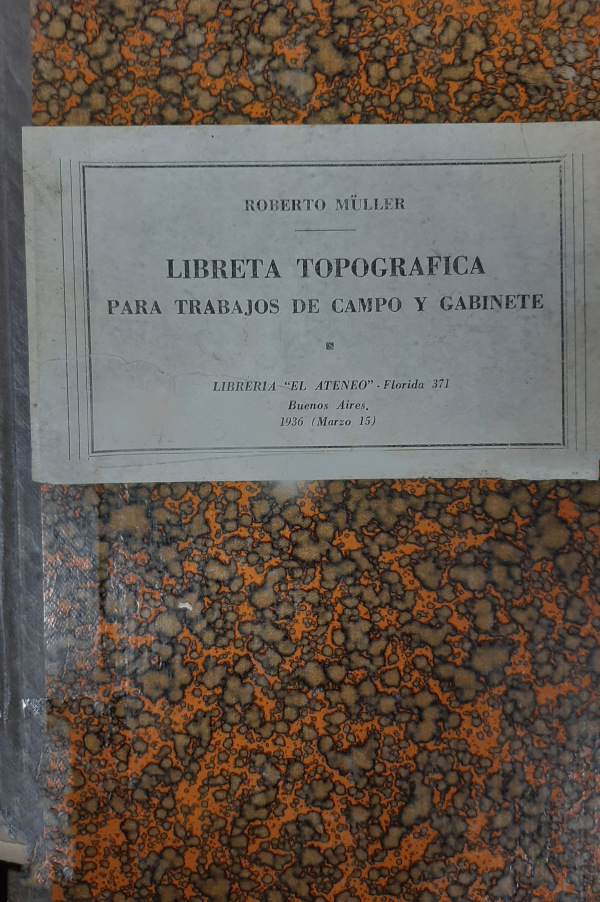 ROBERTO MÜLLER
LIBRETA TOPOGRAFICA
PARA TRABAJOS DE CAMPO Y GABINETE
LIBRERIA "EL ATENEO" - Florida 371
Buenos Aires.
1936 (Marzo 15)